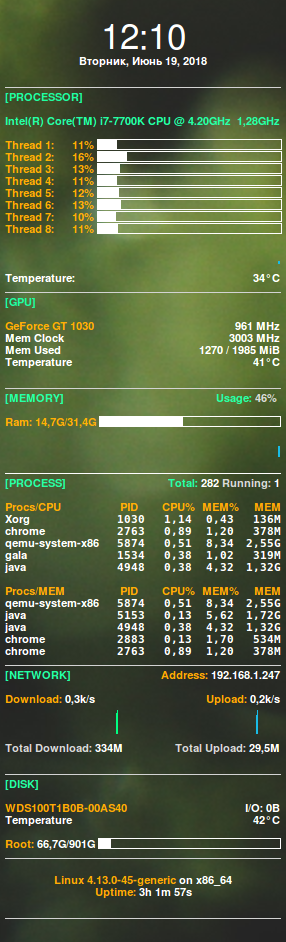 12:10
Вторник, Июнь 19, 2018
[PROCESSOR]
Intel(R) Core(TM) i7-7700K CPU @ 4.20GHz 1,28GHz
Thread 1: 11%
Thread 2: 16%
Thread 3: 13%
Thread 4: 11%
Thread 5: 12%
Thread 6: 13%
Thread 7: 10%
Thread 8: 11%
Temperature: 34°C
[GPU]
GeForce GT 1030 961 MHz
Mem Clock 3003 MHz
Mem Used 1270 / 1985 MiB
Temperature 41°C
[MEMORY] Usage: 46%
Ram: 14,7G/31,4G
[PROCESS] Total: 282 Running: 1
Procs/CPU PID CPU% MEM% MEM
Xorg 1030 1,14 0,43 136M
chrome 2763 0,89 1,20 378M
qemu-system-x86 5874 0,51 8,34 2,55G
gala 1534 0,38 1,02 319M
java 4948 0,38 4,32 1,32G
Procs/MEM PID CPU% MEM% MEM
qemu-system-x86 5874 0,51 8,34 2,55G
java 5153 0,13 5,62 1,72G
java 4948 0,38 4,32 1,32G
chrome 2883 0,13 1,70 534M
chrome 2763 0,89 1,20 378M
[NETWORK] Address: 192.168.1.247
Download: 0,3k/s Upload: 0,2k/s
Total Download: 334M Total Upload: 29,5M
[DISK]
WDS100T1B0B-00AS40 I/O: 0B
Temperature 42°C
Root: 66,7G/901G
Linux 4.13.0-45-generic on x86_64
Uptime: 3h 1m 57s